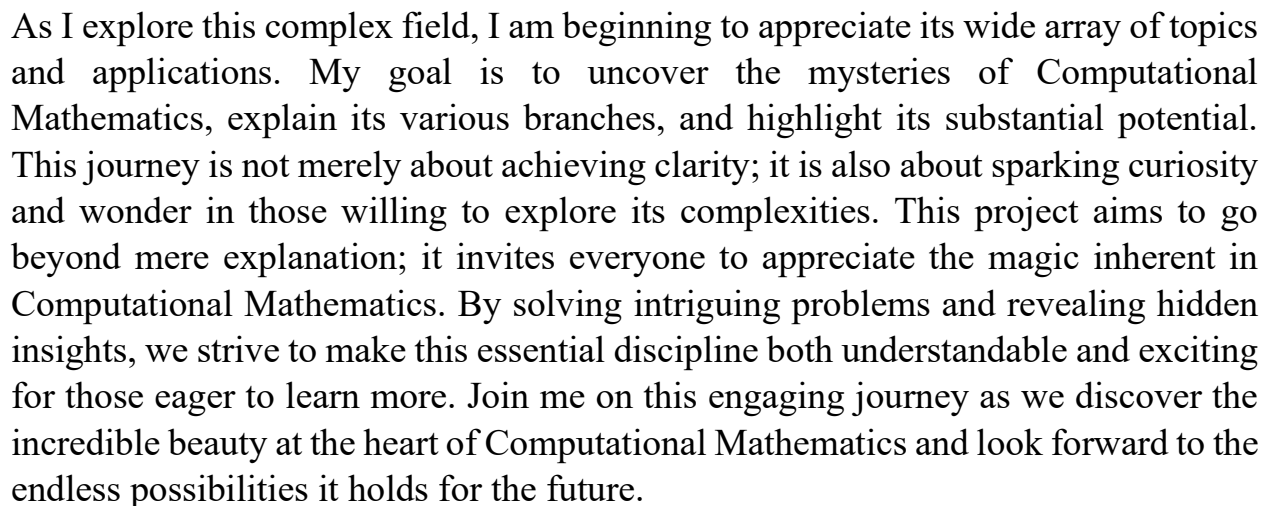 As I explore this complex field, I am beginning to appreciate its wide array of topics
and applications. My goal is to uncover the mysteries of Computational
Mathematics, explain its various branches, and highlight its substantial potential.
This journey is not merely about achieving clarity; it is also about sparking curiosity
and wonder in those willing to explore its complexities. This project aims to go
beyond mere explanation; it invites everyone to appreciate the magic inherent in
Computational Mathematics. By solving intriguing problems and revealing hidden
insights, we strive to make this essential discipline both understandable and exciting
for those eager to learn more. Join me on this engaging journey as we discover the
incredible beauty at the heart of Computational Mathematics and look forward to the
endless possibilities it holds for the future.